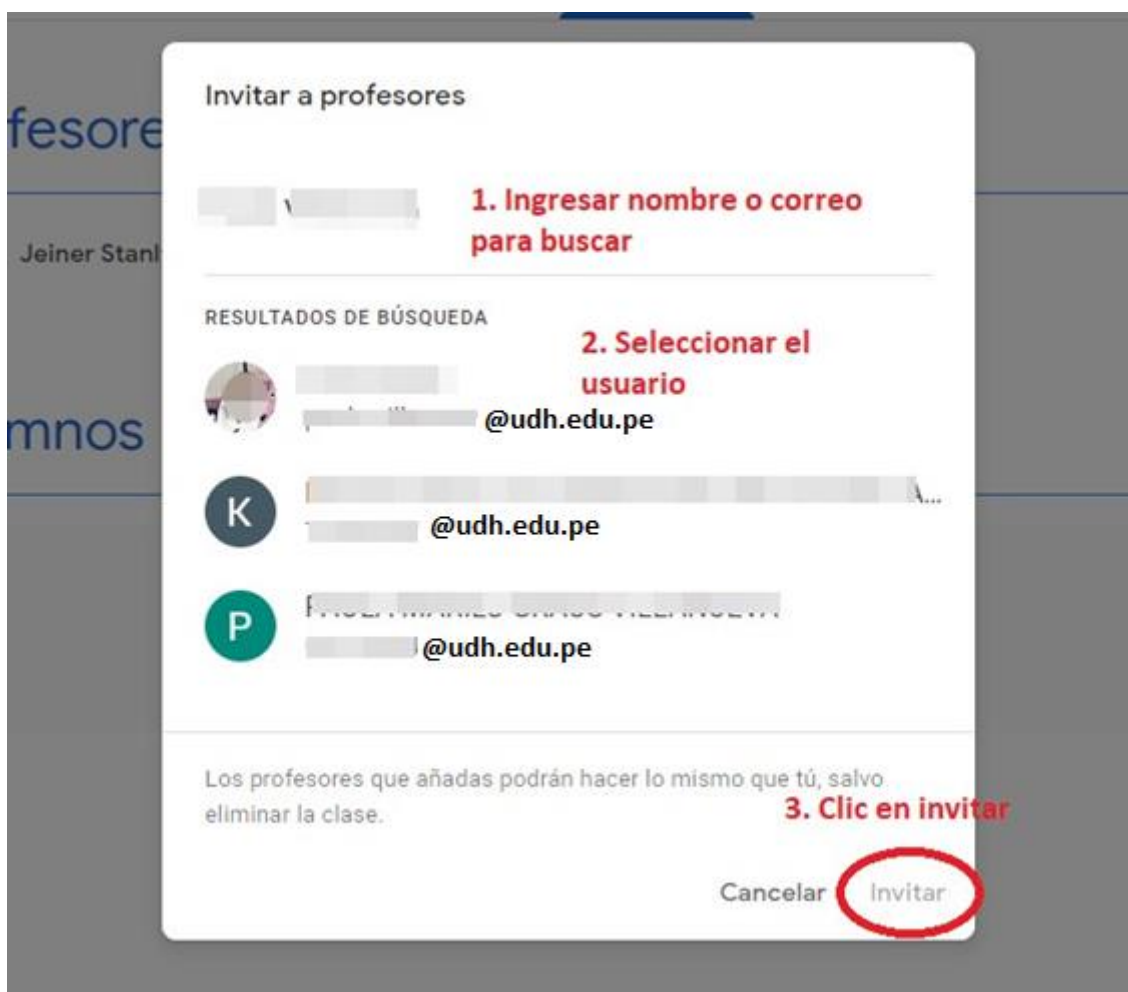 Invitar a profesores
fesore
1. Ingresar nombre o correo
para buscar
Jeiner Stanl
RESULTADOS DE BÚSQUEDA
2. Seleccionar el
usuario
@udh.edu.pe
mnos
K
@udh.edu.pe
P
@udh.edu.pe
Los profesores que añadas podrán hacer lo mismo que tú, salvo
eliminar la clase.
3. Clic en invitar
Cancelar Invitar